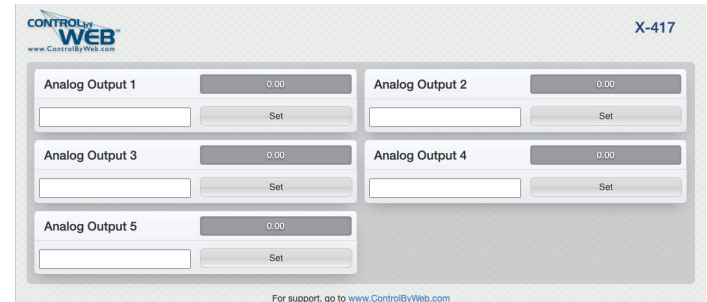 CONTROL by
WEB™
www.ControlByWeb.com
X-417
Analog Output 1 0.00 Analog Output 2 0.00
Set Set
Analog Output 3 0.00 Analog Output 4 0.00
Set Set
Analog Output 5 0.00
Set
For support, go to www.ControlByWeb.com